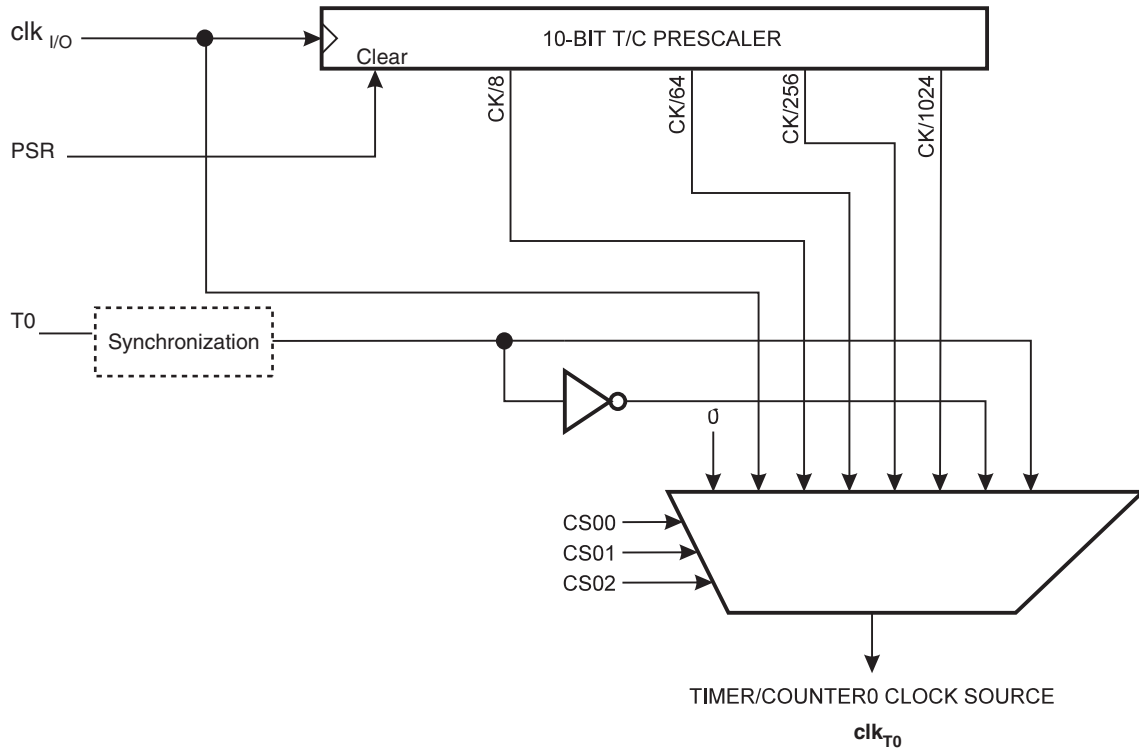 clk I/O
10-BIT T/C PRESCALER
Clear
CK/8
CK/64
CK/256
CK/1024
PSR
T0
Synchronization
0
CS00
CS01
CS02
TIMER/COUNTER0 CLOCK SOURCE
clkT0